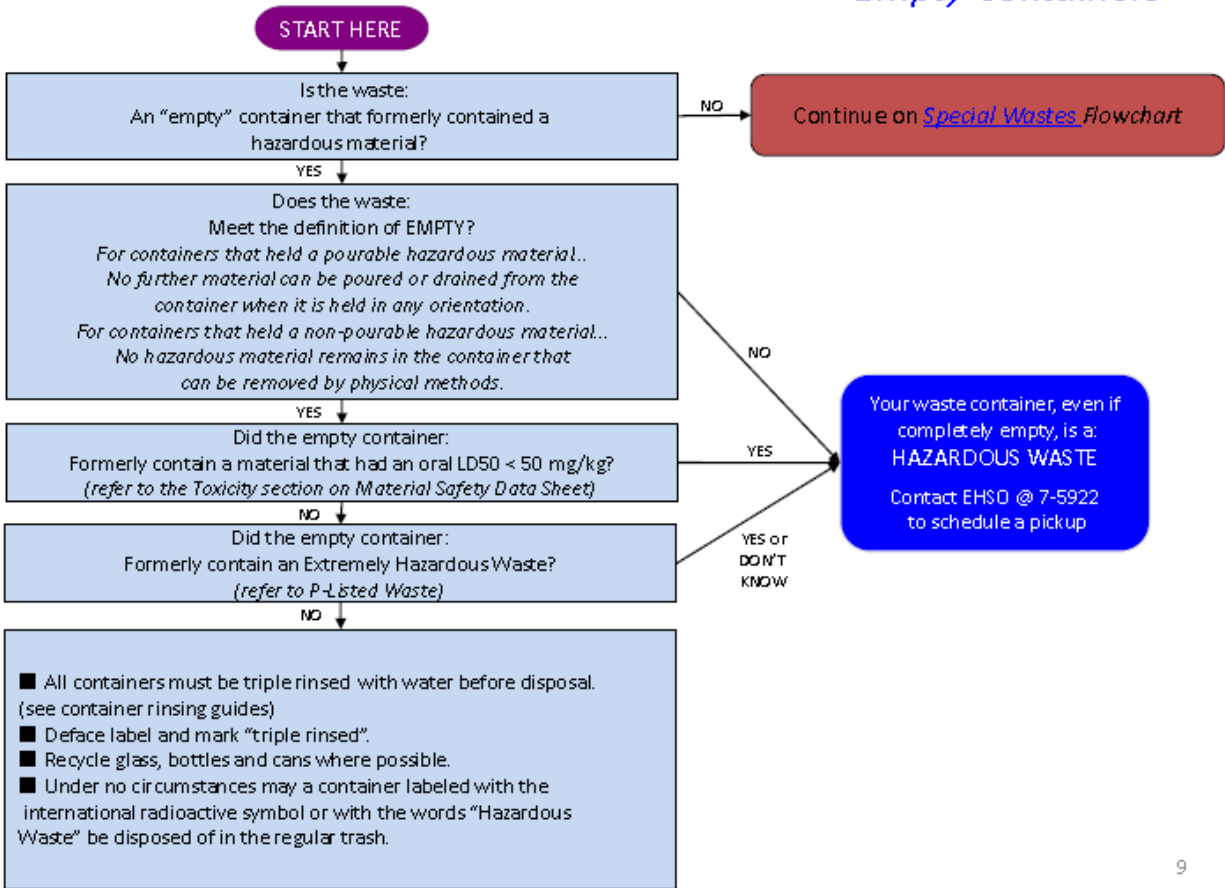 START HERE
Is the waste:
An “empty” container that formerly contained a
hazardous material?
NO
Continue on Special Wastes Flowchart
YES
Does the waste:
Meet the definition of EMPTY?
For containers that held a pourable hazardous material...
No further material can be poured or drained from the
container when it is held in any orientation.
For containers that held a non-pourable hazardous material...
No hazardous material remains in the container that
can be removed by physical methods.
NO
YES
Did the empty container:
Formerly contain a material that had an oral LD50 < 50 mg/kg?
(refer to the Toxicity section on Material Safety Data Sheet)
YES
Your waste container, even if
completely empty, is a:
HAZARDOUS WASTE
Contact EHSO @ 7-5922
to schedule a pickup
NO
Did the empty container:
Formerly contain an Extremely Hazardous Waste?
(refer to P-Listed Waste)
YES or
DON'T
KNOW
NO
■ All containers must be triple rinsed with water before disposal.
(see container rinsing guides)
■ Deface label and mark “triple rinsed”.
■ Recycle glass, bottles and cans where possible.
■ Under no circumstances may a container labeled with the
international radioactive symbol or with the words “Hazardous
Waste” be disposed of in the regular trash.
9